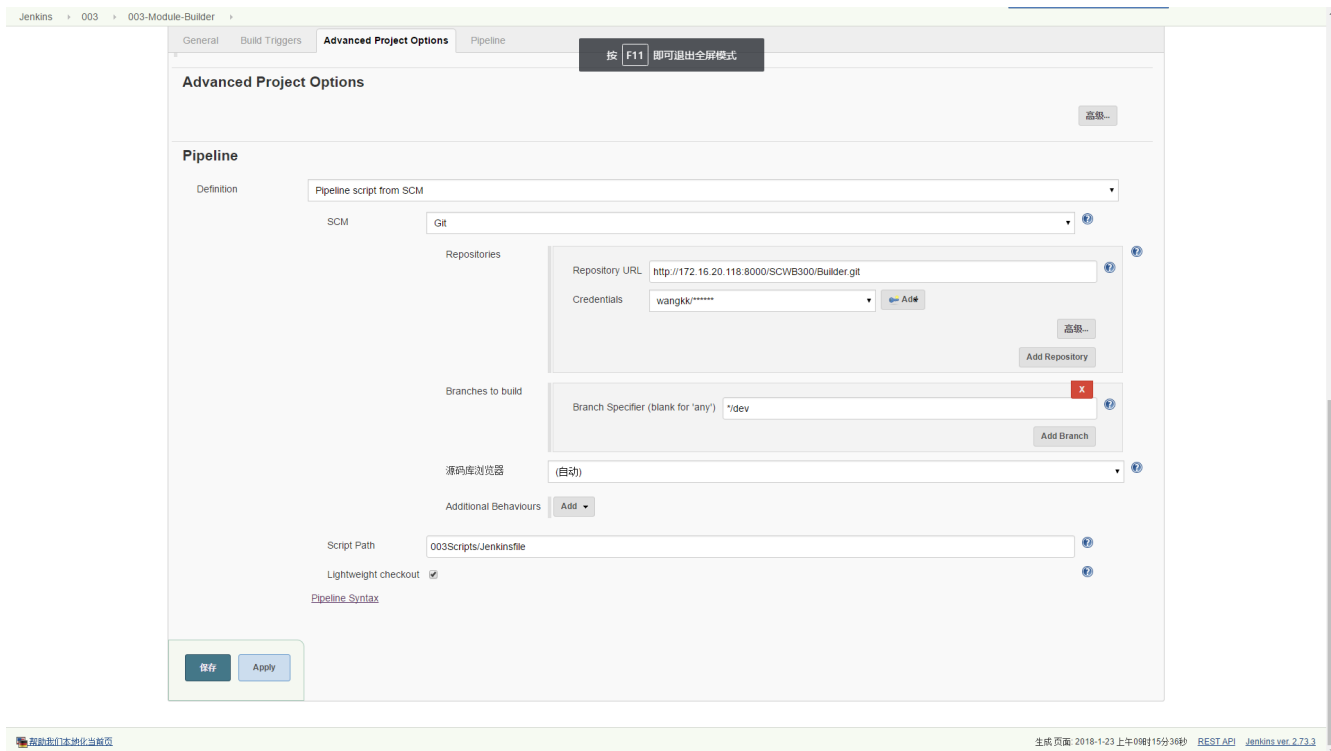 Jenkins 003 003-Module-Builder
General Build Triggers Advanced Project Options Pipeline
按 F11 即可退出全屏模式
Advanced Project Options
高级...
Pipeline
Definition Pipeline script from SCM
SCM Git
Repositories
Repository URL http://172.16.20.118:8000/SCWB300/Builder.git
Credentials wangkk/****** Add
高级...
Add Repository
Branches to build X
Branch Specifier (blank for 'any') */dev
Add Branch
源码库浏览器 (自动)
Additional Behaviours Add
Script Path 003Scripts/Jenkinsfile
Lightweight checkout
Pipeline Syntax
保存 Apply
帮助我们本地化当前页 生成页面: 2018-1-23 上午09时15分36秒 REST API Jenkins ver. 2.73.3